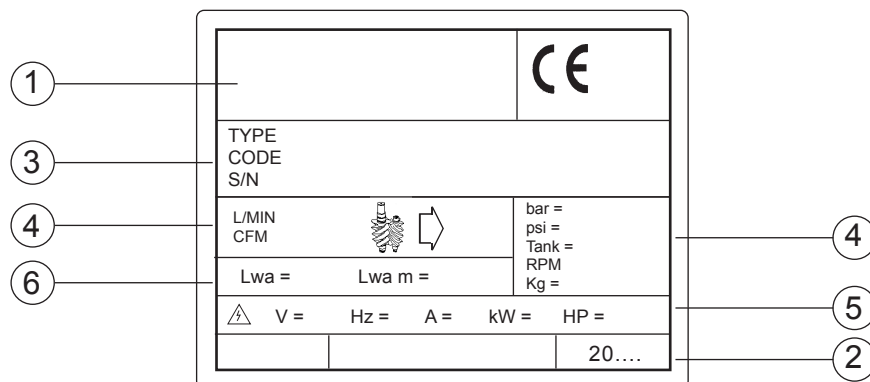 1
CE
TYPE
3
CODE
S/N
4
L/MIN
CFM
bar =
psi =
Tank =
RPM
Kg =
4
6
Lwa = Lwa m =
V = Hz = A = kW = HP =
5
20....
2